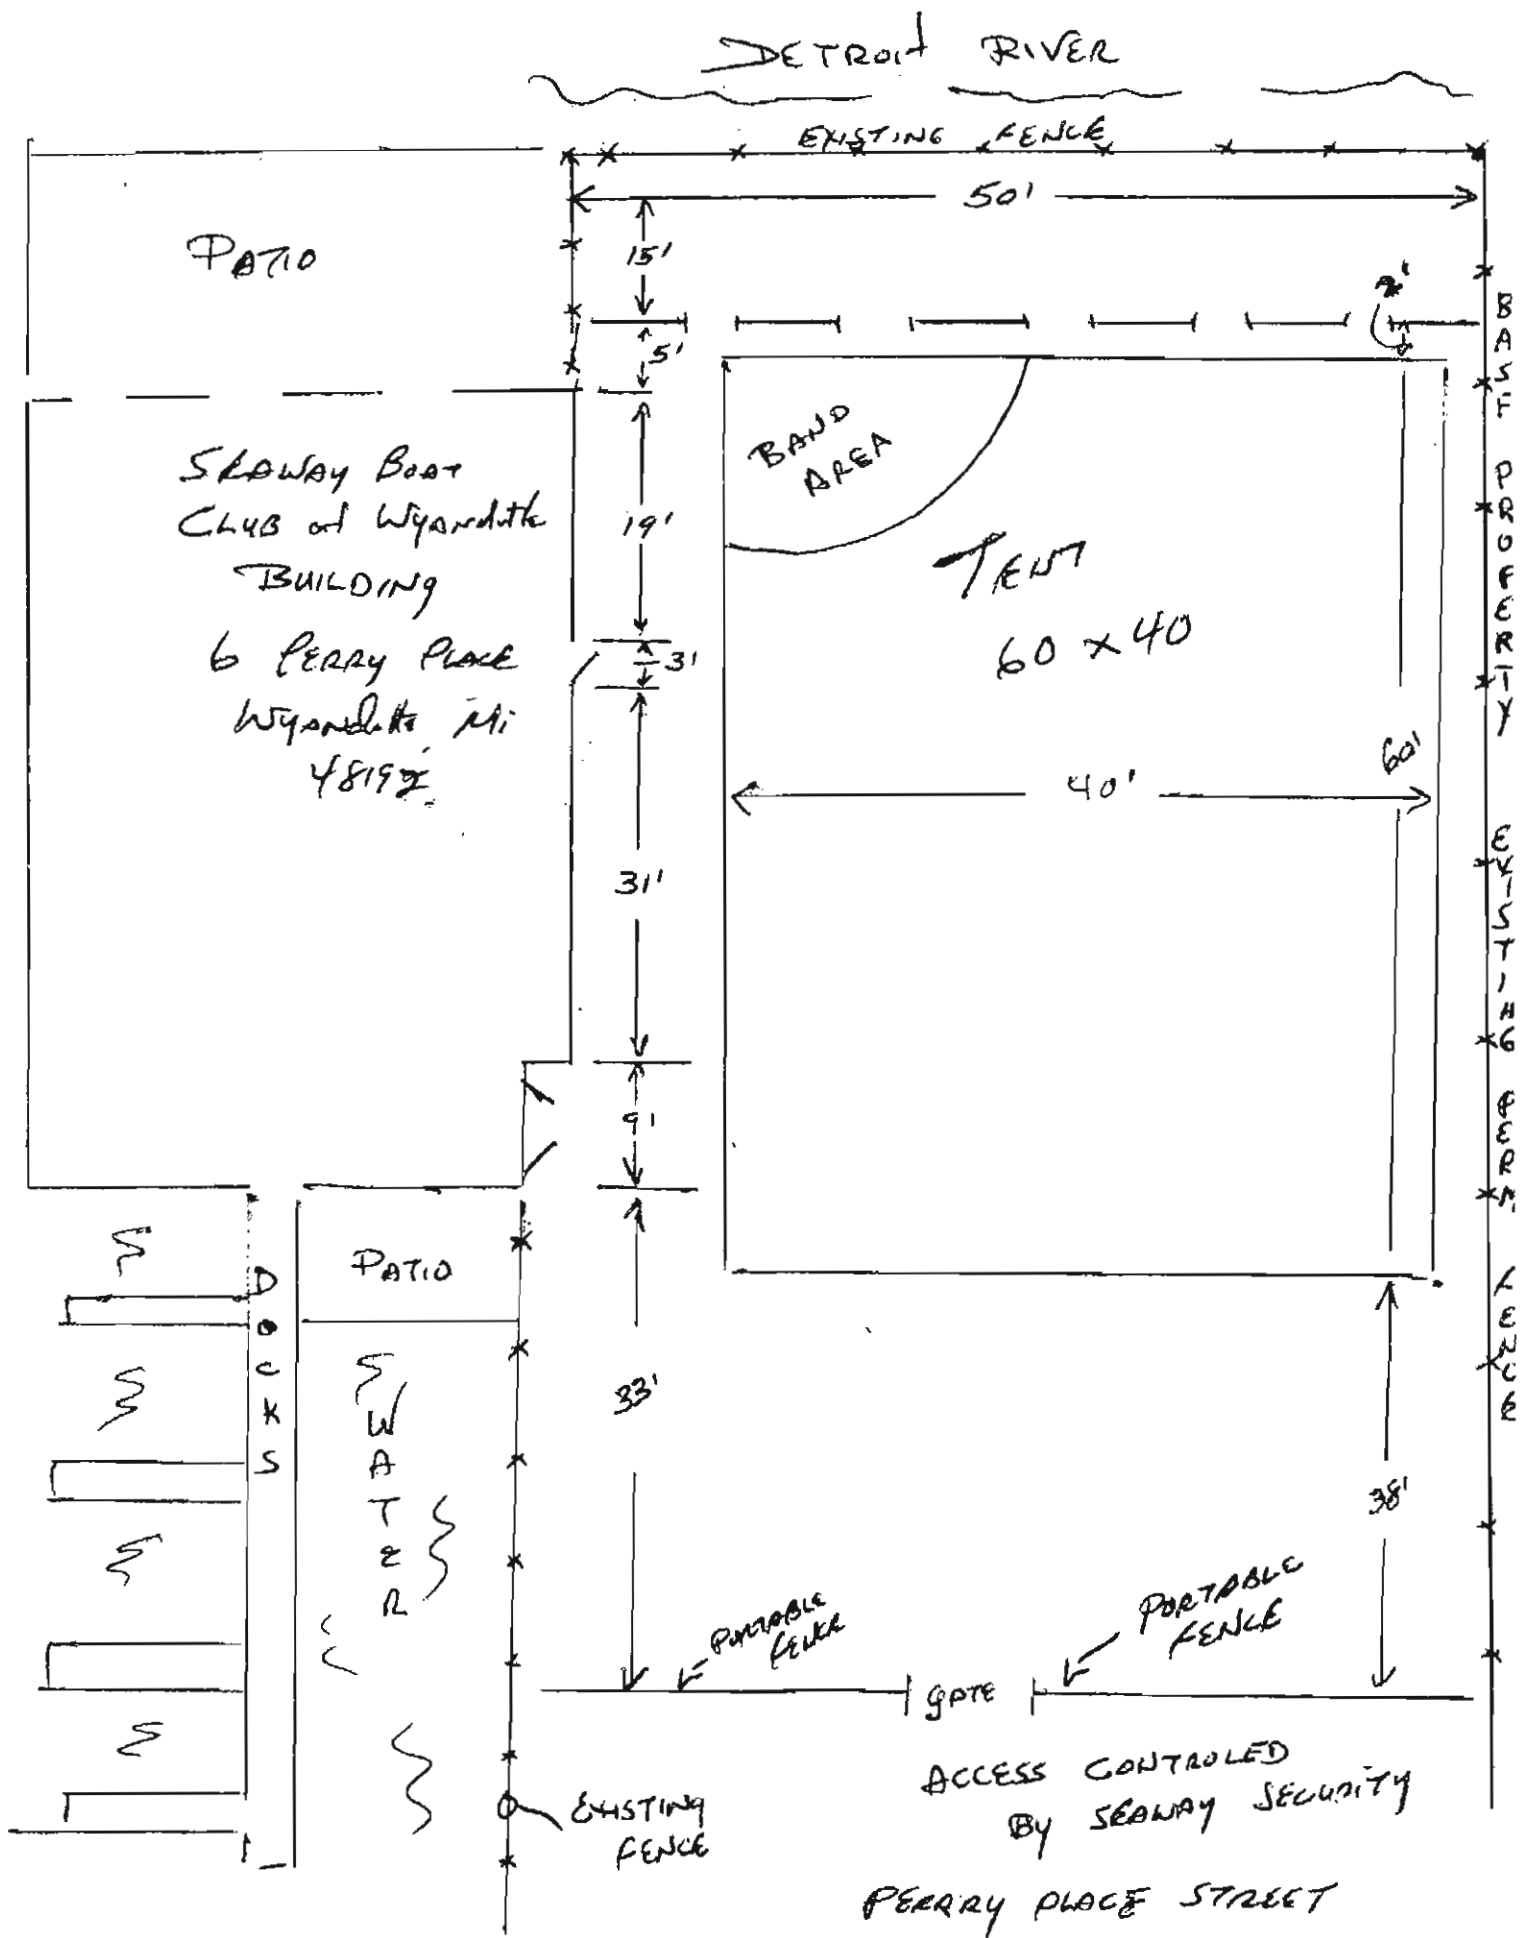 DETROIT RIVER
EXISTING FENCE
50'
15'
PATIO
2'
5'
BASF PROPERTY EXISTING PERM FENCE
BAND
AREA
SEAWAY BOAT
CLUB of Wyandotte
BUILDING
6 PERRY PLACE
Wyandotte Mi
48192
19'
TENT
60 x 40
3'
60'
40'
31'
9'
PATIO
DOCKS
WATER
33'
38'
PORTABLE
FENCE
PORTABLE
FENCE
GATE
ACCESS CONTROLED
By SEAWAY SECURITY
EXISTING
FENCE
PERRY PLACE STREET